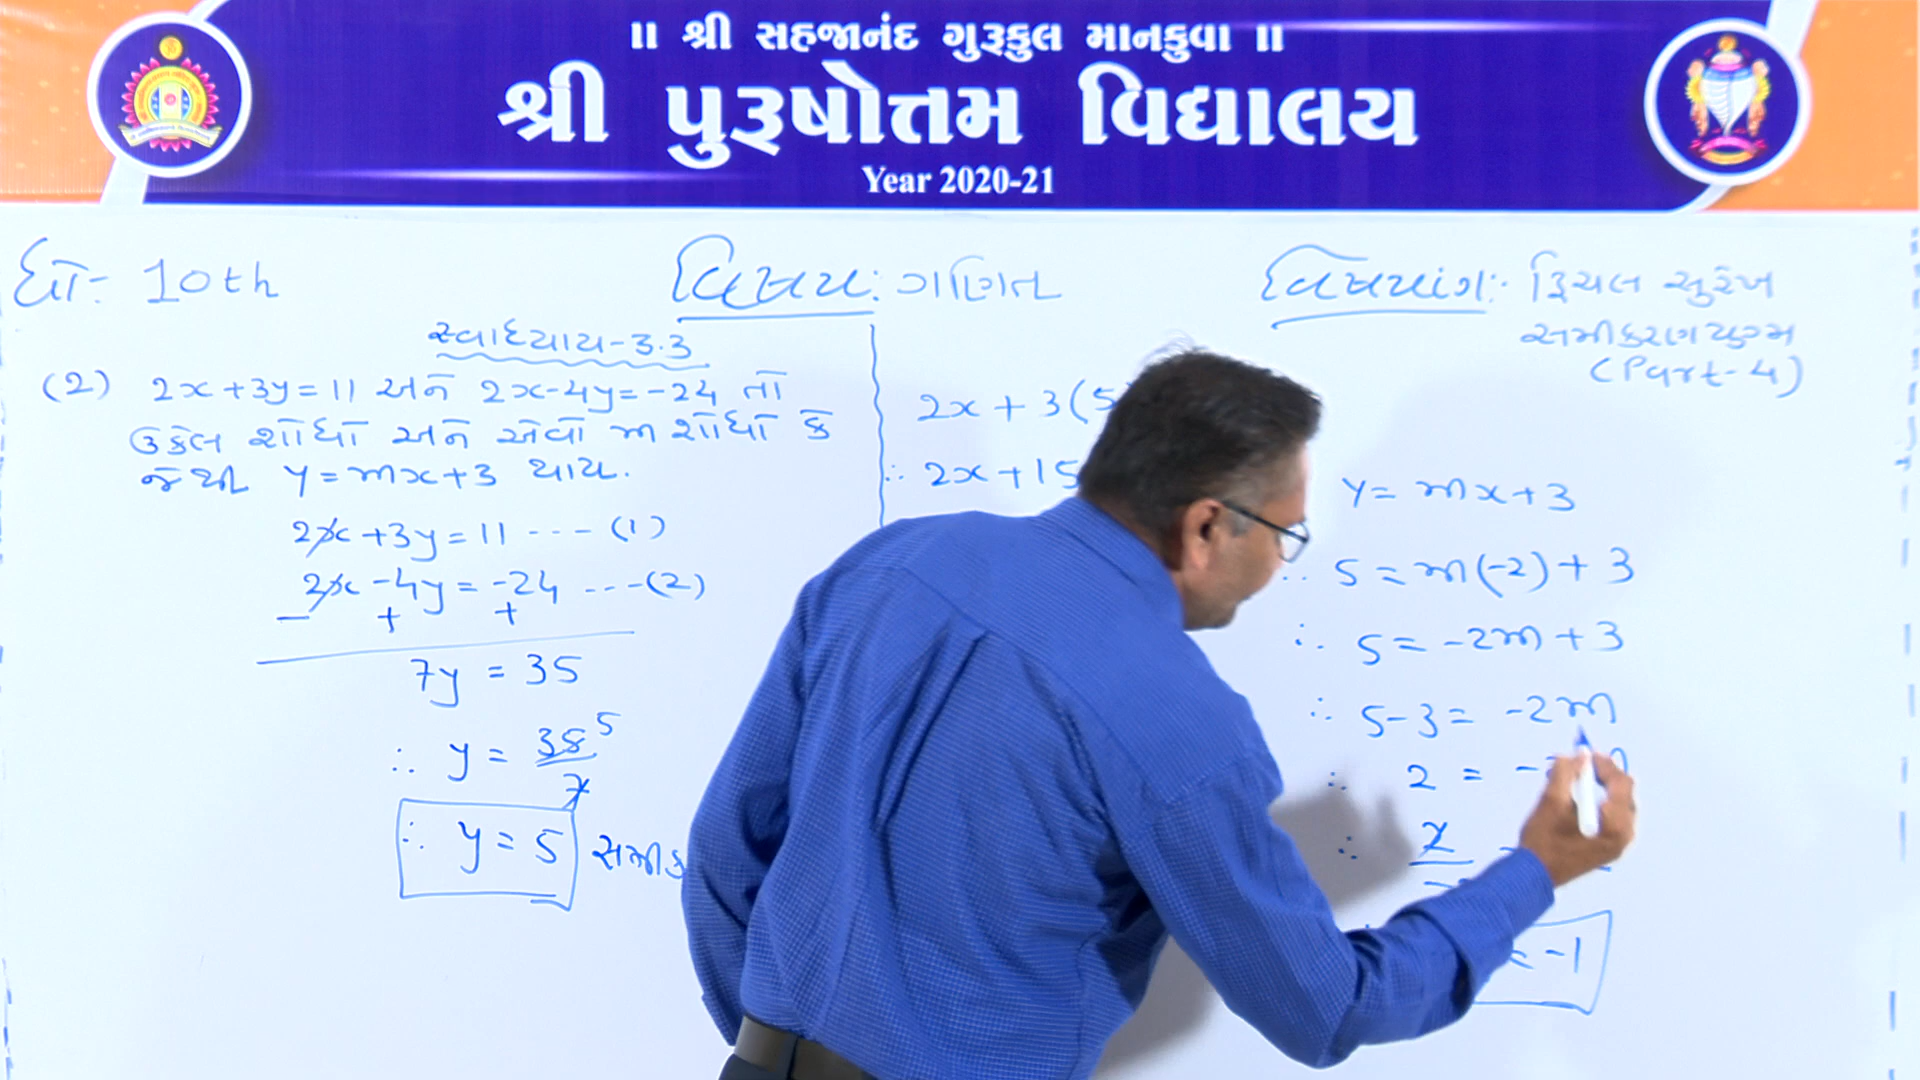 ॥ શ્રી સહજાનંદ ગુરૂકુલ માનકુવા ॥
શ્રી પુરૂષોત્તમ વિદ્યાલય
Year 2020-21
ધો:- 10th
વિષય: ગણિત
વિષયાંગ:- દ્વિચલ સુરેખ
સમીકરણયુગ્મ
(Part-4)
સ્વાધ્યાય-3.3
(2) 2x+3y=11 અને 2x-4y=-24 નો
ઉકેલ શોધો અને એવો m શોધો કે
જેથી y=mx+3 થાય.
2x+3y=11 ---- (1)
2x-4y=-24 ---(2)
- + +
7y = 35
∴ y = 35 5
7
∴ y = 5
2x+3(5
∴ 2x+15
y=mx+3
∴ 5=m(-2)+3
∴ 5=-2m+3
∴ 5-3=-2m
∴ 2 =
∴ 2
= -1